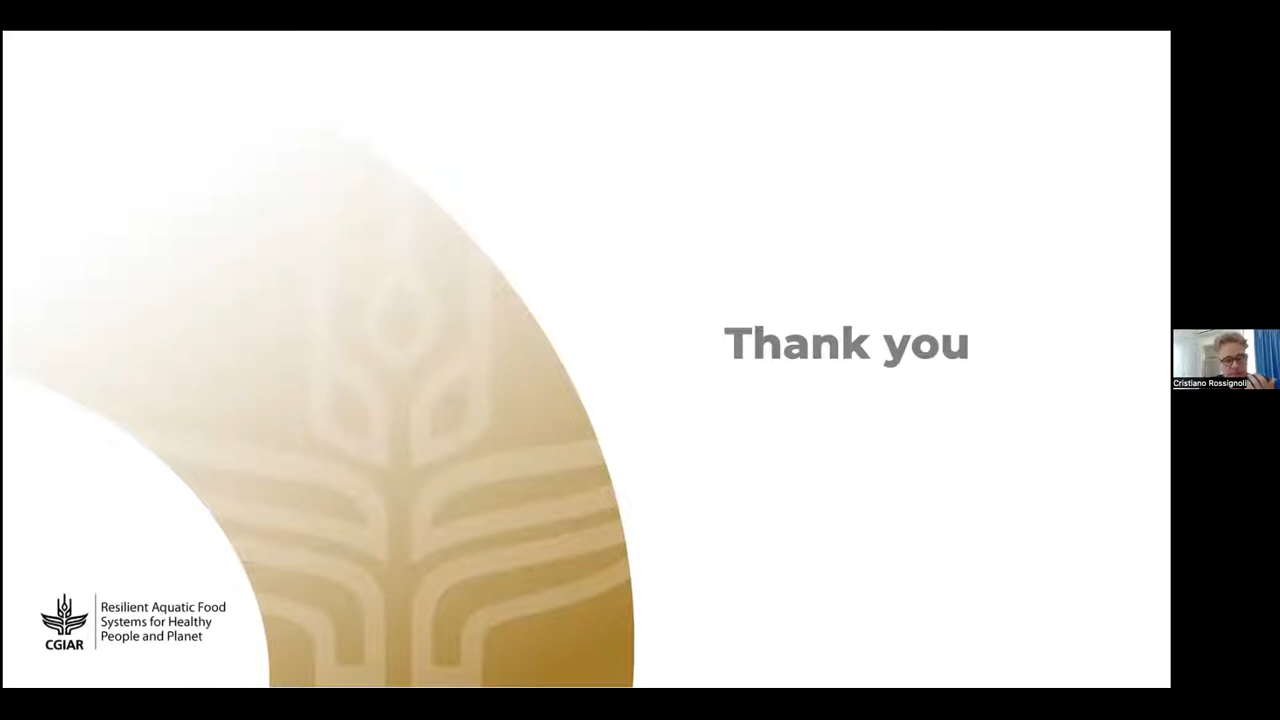 Thank you
Cristiano Rossignoli
CGIAR
Resilient Aquatic Food
Systems for Healthy
People and Planet